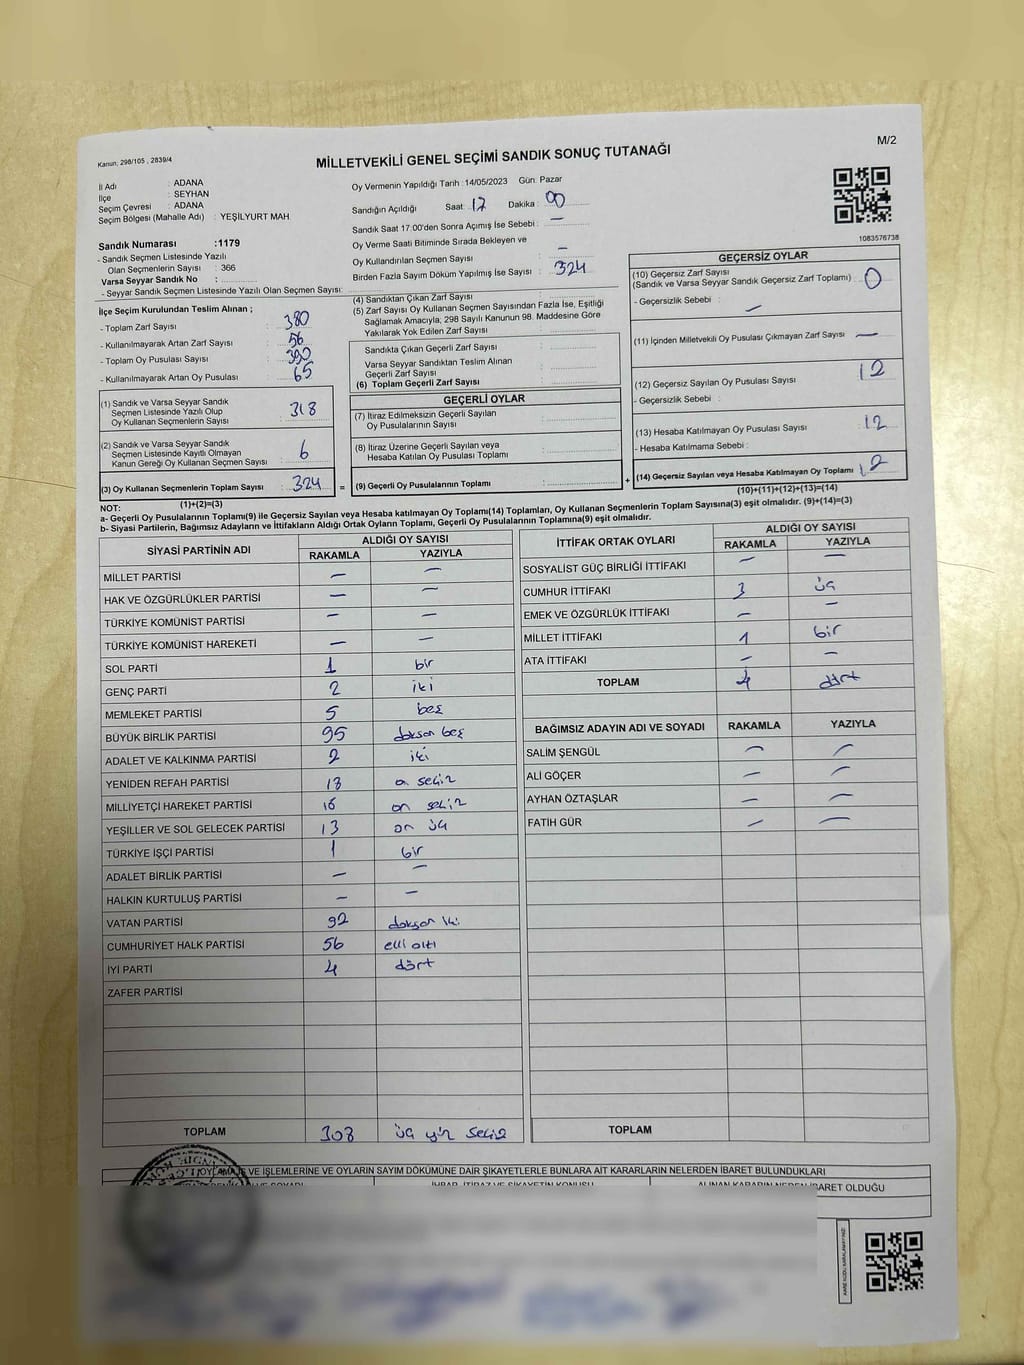 Kanun, 298/105 , 2839/4
M/2
MİLLETVEKİLİ GENEL SEÇİMİ SANDIK SONUÇ TUTANAĞI
İl Adı : ADANA
İlçe : SEYHAN
Seçim Çevresi : ADANA
Seçim Bölgesi (Mahalle Adı) : YEŞİLYURT MAH.
Sandık Numarası :1179
- Sandık Seçmen Listesinde Yazılı
Olan Seçmenlerin Sayısı : 366
Varsa Seyyar Sandık No :
- Seyyar Sandık Seçmen Listesinde Yazılı Olan Seçmen Sayısı:
Oy Vermenin Yapıldığı Tarih :14/05/2023 Gün: Pazar
Sandığın Açıldığı Saat : 17 Dakika : 00
Sandık Saat 17.00'den Sonra Açımış İse Sebebi : —
Oy Verme Saati Bitiminde Sırada Bekleyen ve
Oy Kullandırılan Seçmen Sayısı : —
Birden Fazla Sayım Döküm Yapılmış İse Sayısı : 324
1083576738
İlçe Seçim Kurulundan Teslim Alınan ;
- Toplam Zarf Sayısı : 380
- Kullanılmayarak Artan Zarf Sayısı : 56
- Toplam Oy Pusulası Sayısı :
- Kullanılmayarak Artan Oy Pusulası : 65
(1) Sandık ve Varsa Seyyar Sandık
Seçmen Listesinde Yazılı Olup
Oy Kullanan Seçmenlerin Sayısı : 318
(2) Sandık ve Varsa Seyyar Sandık
Seçmen Listesinde Kayıtlı Olmayan
Kanun Gereği Oy Kullanan Seçmen Sayısı : 6
(3) Oy Kullanan Seçmenlerin Toplam Sayısı : 324 =
(1)+(2)=(3)
(4) Sandıktan Çıkan Zarf Sayısı :
(5) Zarf Sayısı Oy Kullanan Seçmen Sayısından Fazla İse, Eşitliği
Sağlamak Amacıyla, 298 Sayılı Kanunun 98. Maddesine Göre
Yakılarak Yok Edilen Zarf Sayısı :
Sandıkta Çıkan Geçerli Zarf Sayısı :
Varsa Seyyar Sandıktan Teslim Alınan
Geçerli Zarf Sayısı :
(6) Toplam Geçerli Zarf Sayısı :
GEÇERLİ OYLAR
(7) İtiraz Edilmeksizin Geçerli Sayılan
Oy Pusulalarının Sayısı :
(8) İtiraz Üzerine Geçerli Sayılan veya
Hesaba Katılan Oy Pusulası Toplamı :
(9) Geçerli Oy Pusulalarının Toplamı : +
GEÇERSİZ OYLAR
(10) Geçersiz Zarf Sayısı
(Sandık ve Varsa Seyyar Sandık Geçersiz Zarf Toplamı) : 0
- Geçersizlik Sebebi : —
(11) İçinden Milletvekili Oy Pusulası Çıkmayan Zarf Sayısı : —
(12) Geçersiz Sayılan Oy Pusulası Sayısı : 12
- Geçersizlik Sebebi :
(13) Hesaba Katılmayan Oy Pusulası Sayısı : 12
- Hesaba Katılmama Sebebi :
(14) Geçersiz Sayılan veya Hesaba Katılmayan Oy Toplamı : 12
(10)+(11)+(12)+(13)=(14)
NOT:
a- Geçerli Oy Pusulalarının Toplamı(9) ile Geçersiz Sayılan veya Hesaba katılmayan Oy Toplamı(14) Toplamları, Oy Kullanan Seçmenlerin Toplam Sayısına(3) eşit olmalıdır. (9)+(14)=(3)
b- Siyasi Partilerin, Bağımsız Adayların ve İttifakların Aldığı Ortak Oyların Toplamı, Geçerli Oy Pusulalarının Toplamına(9) eşit olmalıdır.
SİYASİ PARTİNİN ADI ALDIĞI OY SAYISI
RAKAMLA YAZIYLA
MİLLET PARTİSİ — —
HAK VE ÖZGÜRLÜKLER PARTİSİ — —
TÜRKİYE KOMÜNİST PARTİSİ — —
TÜRKİYE KOMÜNİST HAREKETİ — —
SOL PARTİ 1 bir
GENÇ PARTİ 2 iki
MEMLEKET PARTİSİ 5 beş
BÜYÜK BİRLİK PARTİSİ 95 doksan beş
ADALET VE KALKINMA PARTİSİ 2 iki
YENİDEN REFAH PARTİSİ 18 on sekiz
MİLLİYETÇİ HAREKET PARTİSİ on sekiz
YEŞİLLER VE SOL GELECEK PARTİSİ 13 on üç
TÜRKİYE İŞÇİ PARTİSİ 1 bir
ADALET BİRLİK PARTİSİ — —
HALKIN KURTULUŞ PARTİSİ — —
VATAN PARTİSİ 92 doksan iki
CUMHURİYET HALK PARTİSİ 56 elli altı
İYİ PARTİ 4 dört
ZAFER PARTİSİ
TOPLAM 308 üç yüz sekiz
İTTİFAK ORTAK OYLARI ALDIĞI OY SAYISI
RAKAMLA YAZIYLA
SOSYALİST GÜÇ BİRLİĞİ İTTİFAKI — —
CUMHUR İTTİFAKI 3 üç
EMEK VE ÖZGÜRLÜK İTTİFAKI — —
MİLLET İTTİFAKI 1 bir
ATA İTTİFAKI — —
TOPLAM 4 dört
BAĞIMSIZ ADAYIN ADI VE SOYADI RAKAMLA YAZIYLA
SALİM ŞENGÜL — —
ALİ GÖÇER — —
AYHAN ÖZTAŞLAR — —
FATİH GÜR — —
TOPLAM
VE İŞLEMLERİNE VE OYLARIN SAYIM DÖKÜMÜNE DAİR ŞİKAYETLERLE BUNLARA AİT KARARLARIN NELERDEN İBARET BULUNDUKLARI
İHBAR, İTİRAZ VE ŞİKAYETİN KONUSU ALINAN KARARIN NEDEN İBARET OLDUĞU